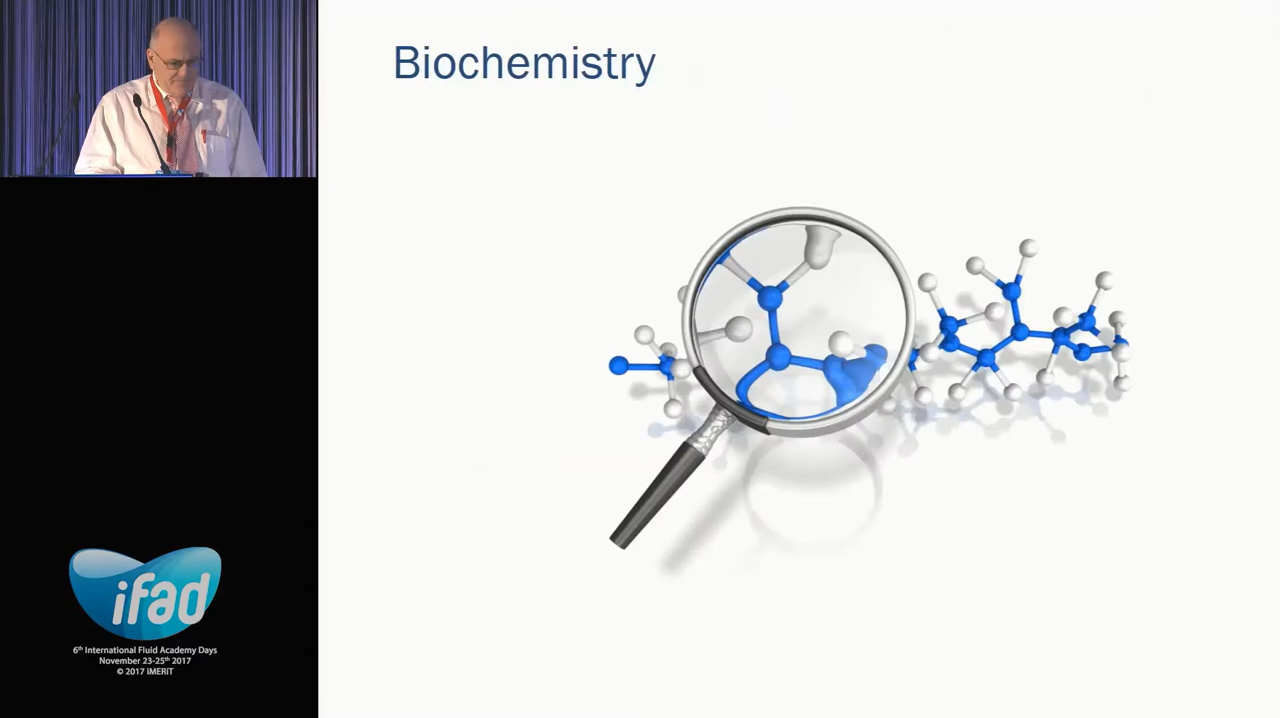 Biochemistry
ifad
6th International Fluid Academy Days
November 23-25th 2017
© 2017 iMERiT